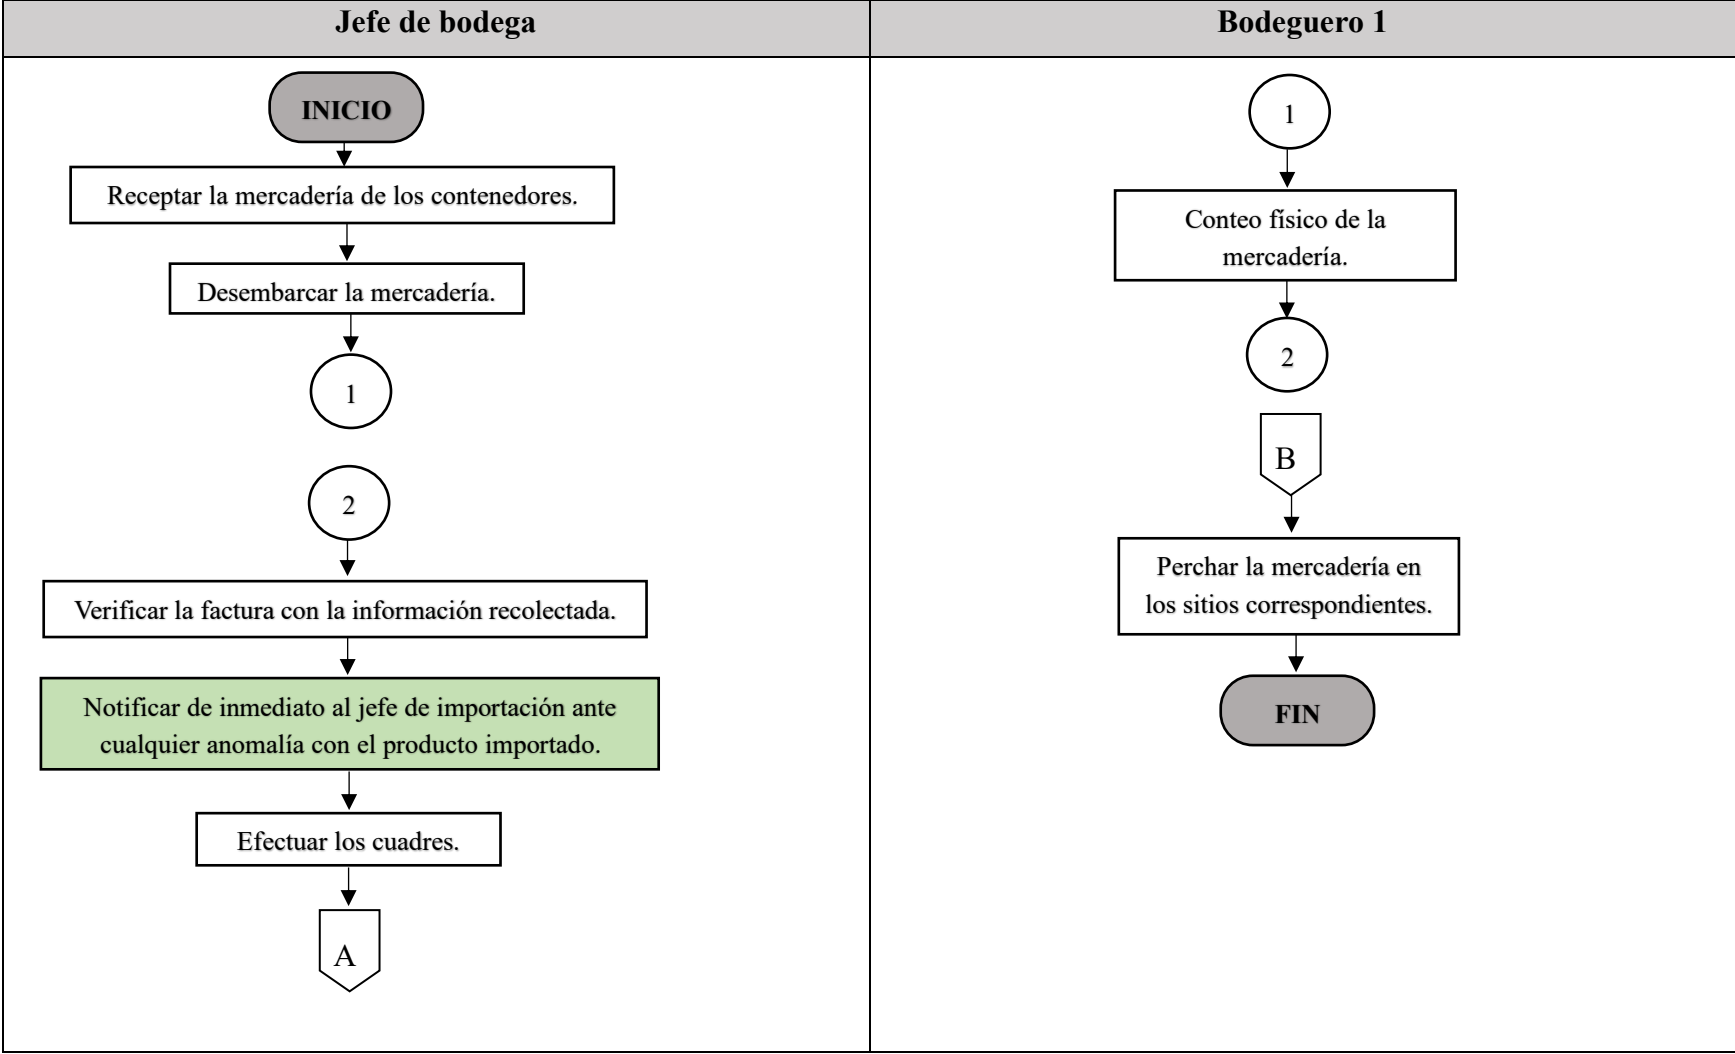 Jefe de bodega
Bodeguero 1
INICIO
Receptar la mercadería de los contenedores.
Desembarcar la mercadería.
1
2
Verificar la factura con la información recolectada.
Notificar de inmediato al jefe de importación ante
cualquier anomalía con el producto importado.
Efectuar los cuadres.
A
1
Conteo físico de la
mercadería.
2
B
Perchar la mercadería en
los sitios correspondientes.
FIN